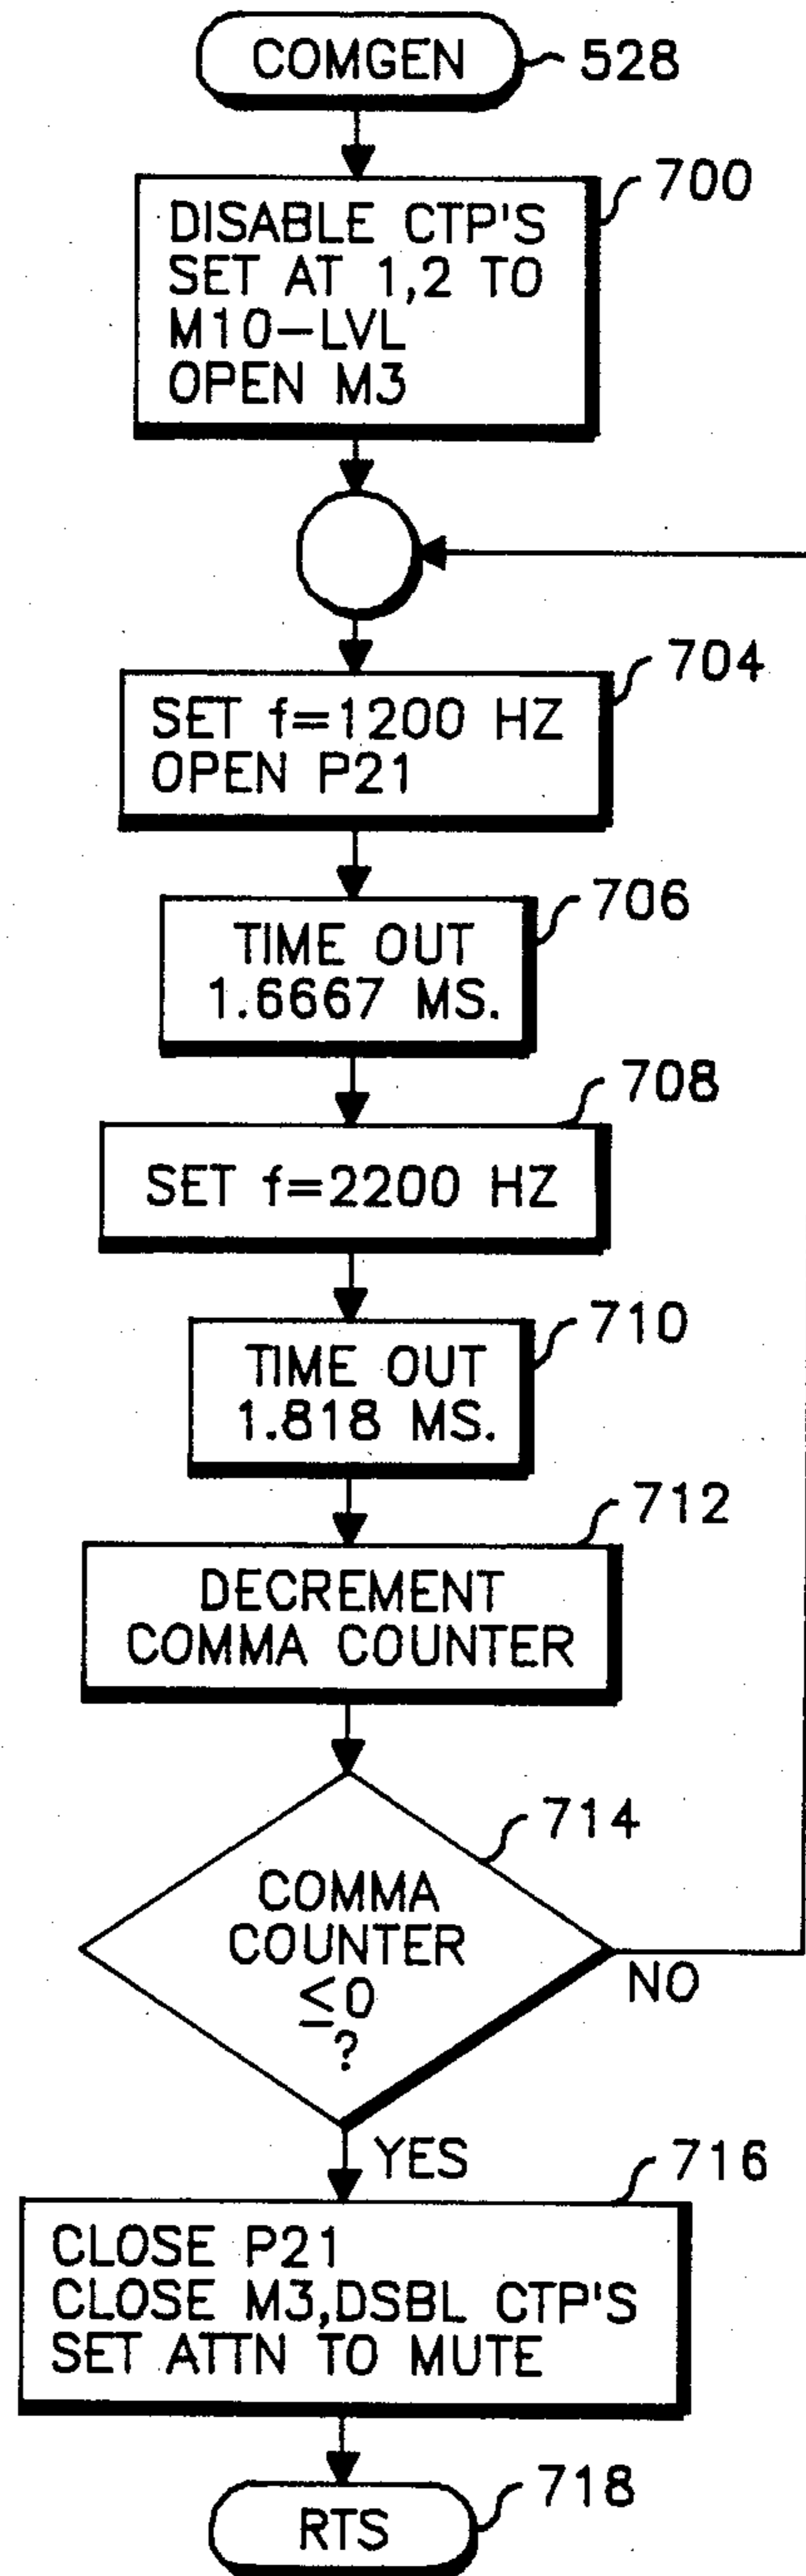 COMGEN 528
700
DISABLE CTP'S
SET AT 1,2 TO
M10-LVL
OPEN M3
704
SET f=1200 HZ
OPEN P21
706
TIME OUT
1.6667 MS.
708
SET f=2200 HZ
710
TIME OUT
1.818 MS.
712
DECREMENT
COMMA COUNTER
714
COMMA
COUNTER
≤0
?
NO
YES
716
CLOSE P21
CLOSE M3,DSBL CTP'S
SET ATTN TO MUTE
718
RTS